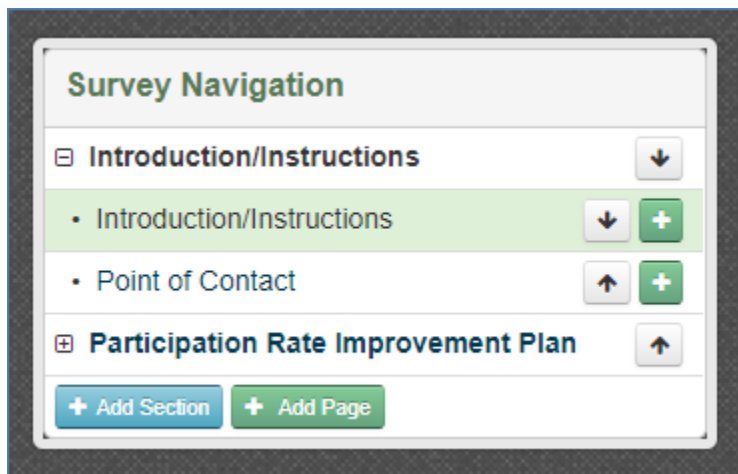 Survey Navigation
Introduction/Instructions
• Introduction/Instructions
• Point of Contact
Participation Rate Improvement Plan
+ Add Section + Add Page